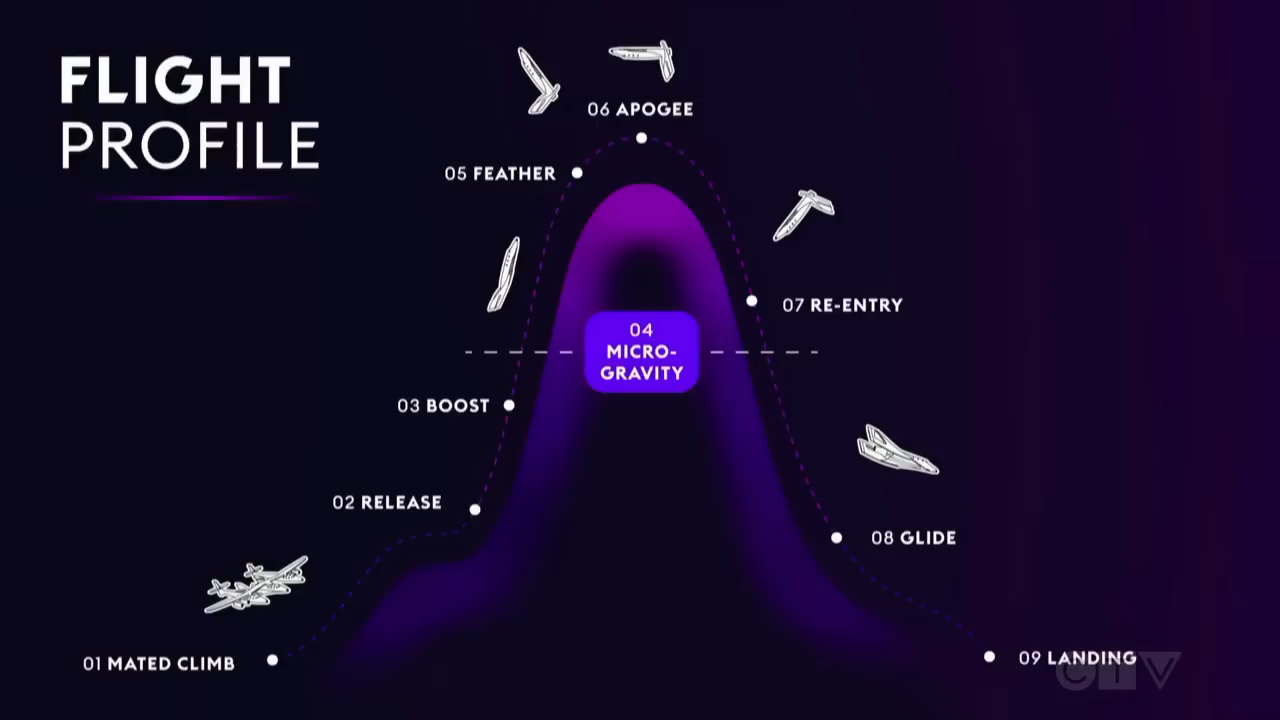 FLIGHT
PROFILE
06 APOGEE
05 FEATHER
07 RE-ENTRY
04
MICRO-
GRAVITY
03 BOOST
02 RELEASE
08 GLIDE
01 MATED CLIMB
09 LANDING
CTV